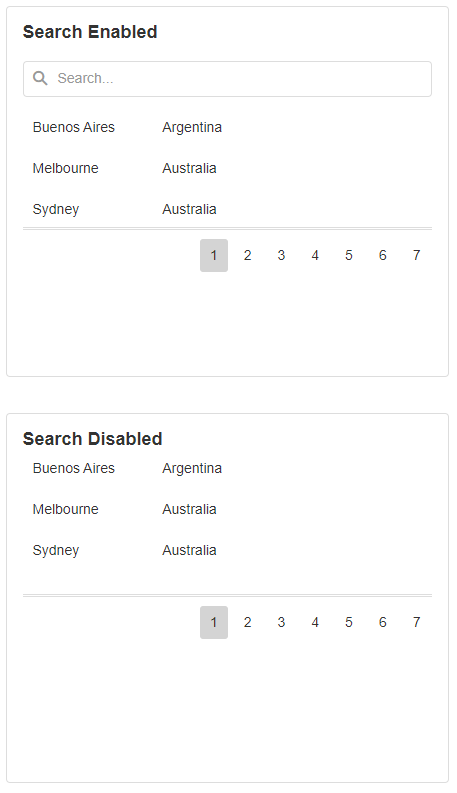 Search Enabled
Search...
Buenos Aires Argentina
Melbourne Australia
Sydney Australia
1 2 3 4 5 6 7
Search Disabled
Buenos Aires Argentina
Melbourne Australia
Sydney Australia
1 2 3 4 5 6 7